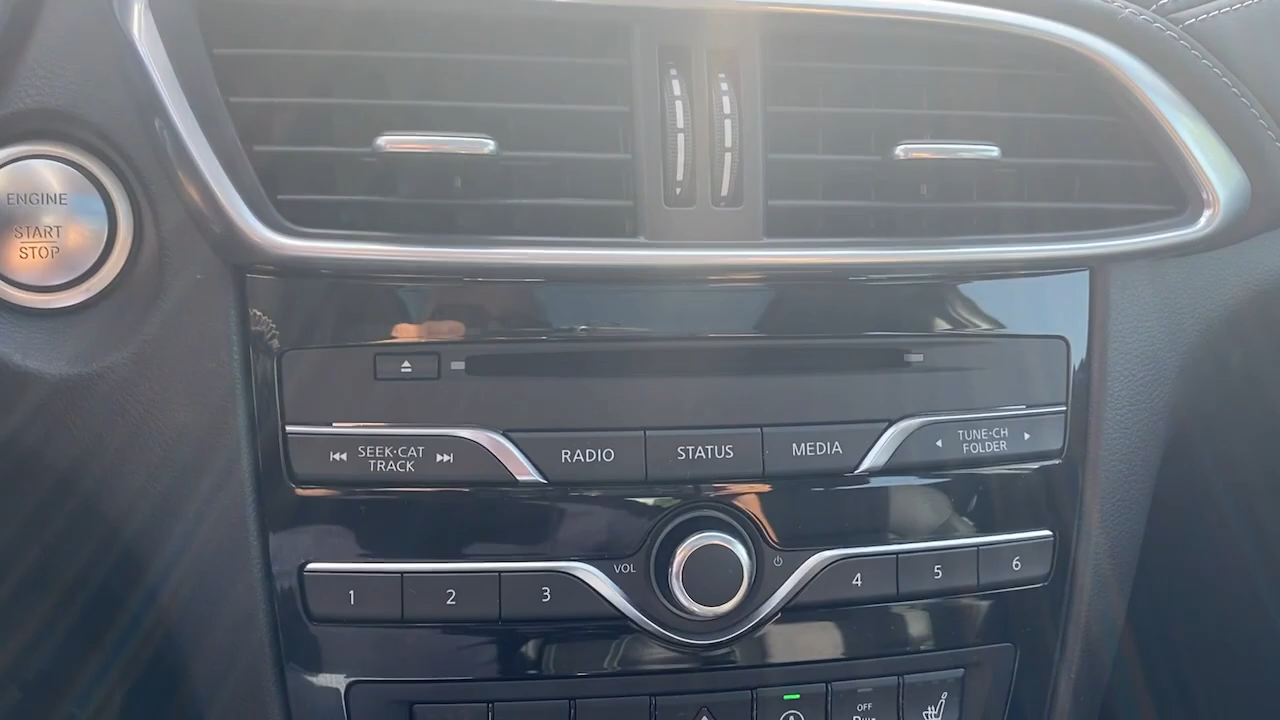 ENGINE
START
STOP
SEEK·CAT
TRACK
RADIO
STATUS
MEDIA
TUNE·CH
FOLDER
VOL
1
2
3
4
5
6
OFF